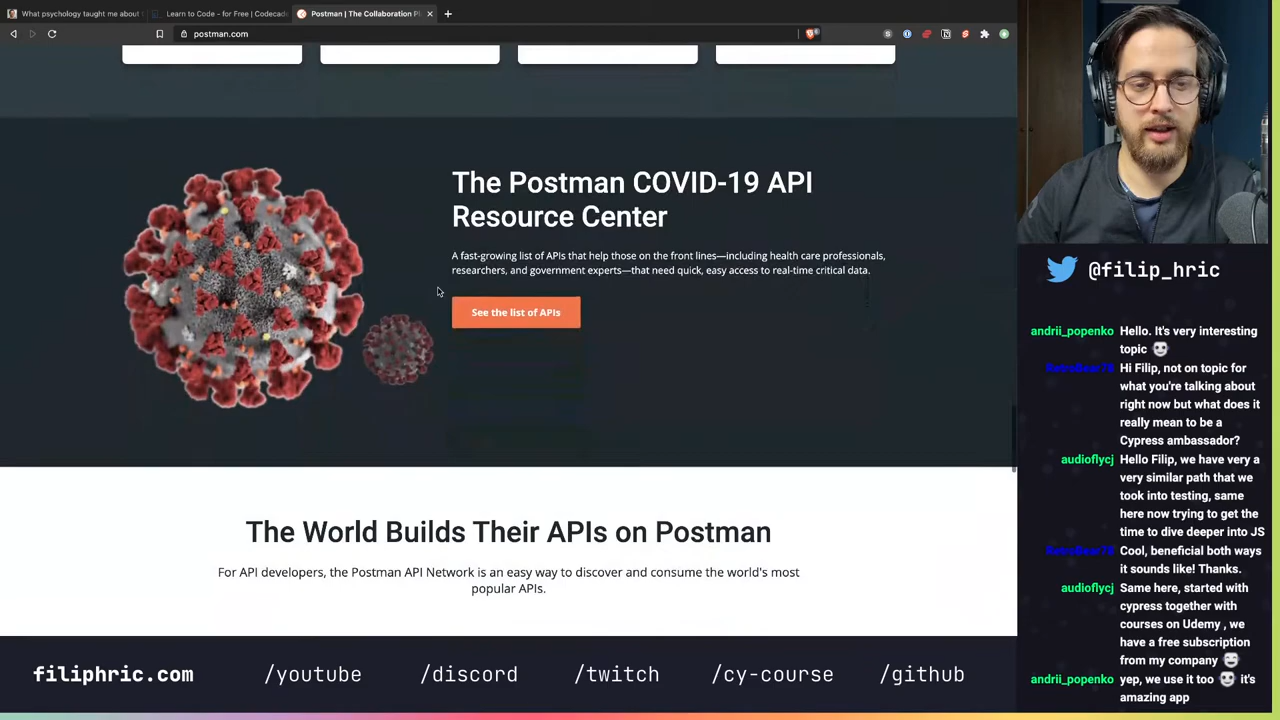 What psychology taught me about
Learn to Code - for Free | Codecad
Postman | The Collaboration Pl
postman.com
The Postman COVID-19 API
Resource Center
A fast-growing list of APIs that help those on the front lines—including health care professionals,
researchers, and government experts—that need quick, easy access to real-time critical data.
See the list of APIs
The World Builds Their APIs on Postman
For API developers, the Postman API Network is an easy way to discover and consume the world's most
popular APIs.
filiphric.com
/youtube
/discord
/twitch
/cy-course
/github
@filip_hric
andrii_popenko Hello. It's very interesting
topic
RetroBear78 Hi Filip, not on topic for
what you're talking about
right now but what does it
really mean to be a
Cypress ambassador?
audioflycj Hello Filip, we have very a
very similar path that we
took into testing, same
here now trying to get the
time to dive deeper into JS
RetroBear78 Cool, beneficial both ways
it sounds like! Thanks.
audioflycj Same here, started with
cypress together with
courses on Udemy , we
have a free subscription
from my company
andrii_popenko yep, we use it too it's
amazing app